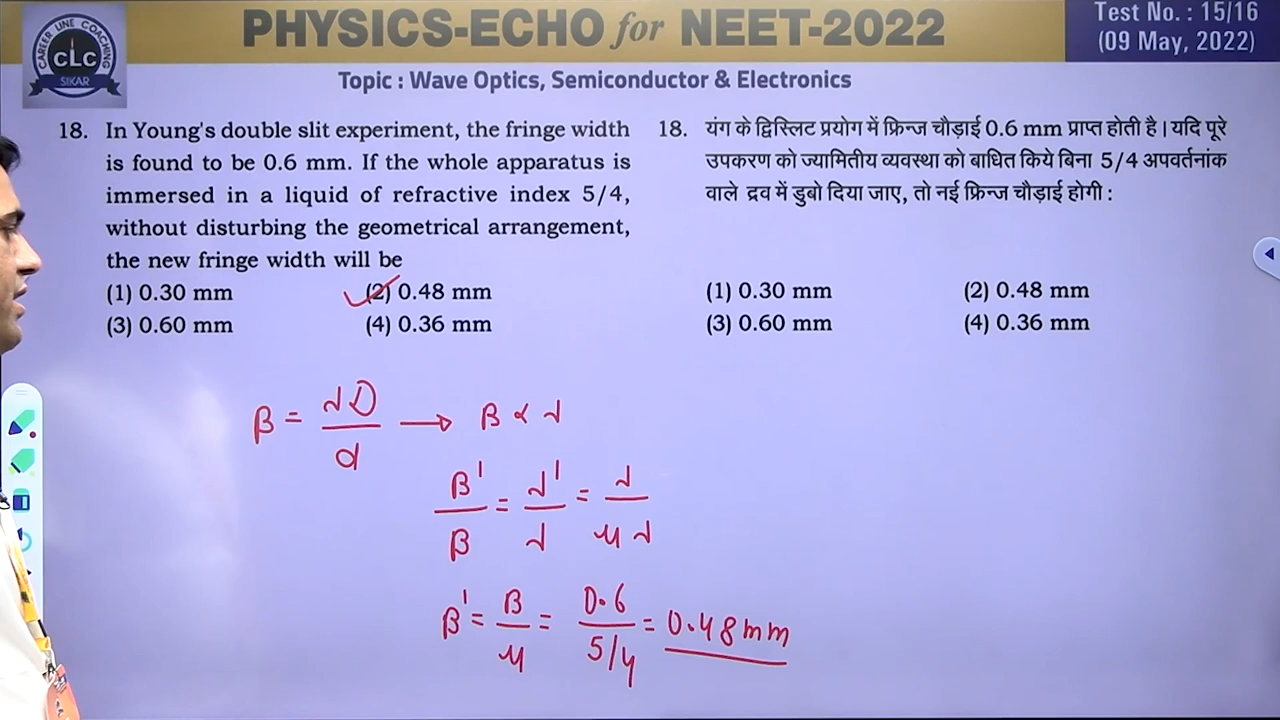 PHYSICS-ECHO for NEET-2022
Test No. : 15/16
(09 May, 2022)
CAREER LINE COACHING
CLC
SIKAR
Topic : Wave Optics, Semiconductor & Electronics
18. In Young's double slit experiment, the fringe width
is found to be 0.6 mm. If the whole apparatus is
immersed in a liquid of refractive index 5/4,
without disturbing the geometrical arrangement,
the new fringe width will be
(1) 0.30 mm (2) 0.48 mm
(3) 0.60 mm (4) 0.36 mm
18. यंग के द्विस्लिट प्रयोग में फ्रिन्ज चौड़ाई 0.6 mm प्राप्त होती है। यदि पूरे
उपकरण को ज्यामितीय व्यवस्था को बाधित किये बिना 5/4 अपवर्तनांक
वाले द्रव में डुबो दिया जाए, तो नई फ्रिन्ज चौड़ाई होगी :
(1) 0.30 mm (2) 0.48 mm
(3) 0.60 mm (4) 0.36 mm
β = λD/d → β ∝ λ
β'/β = λ'/λ = λ/μλ
β' = β/μ = 0.6/5/4 = 0.48mm